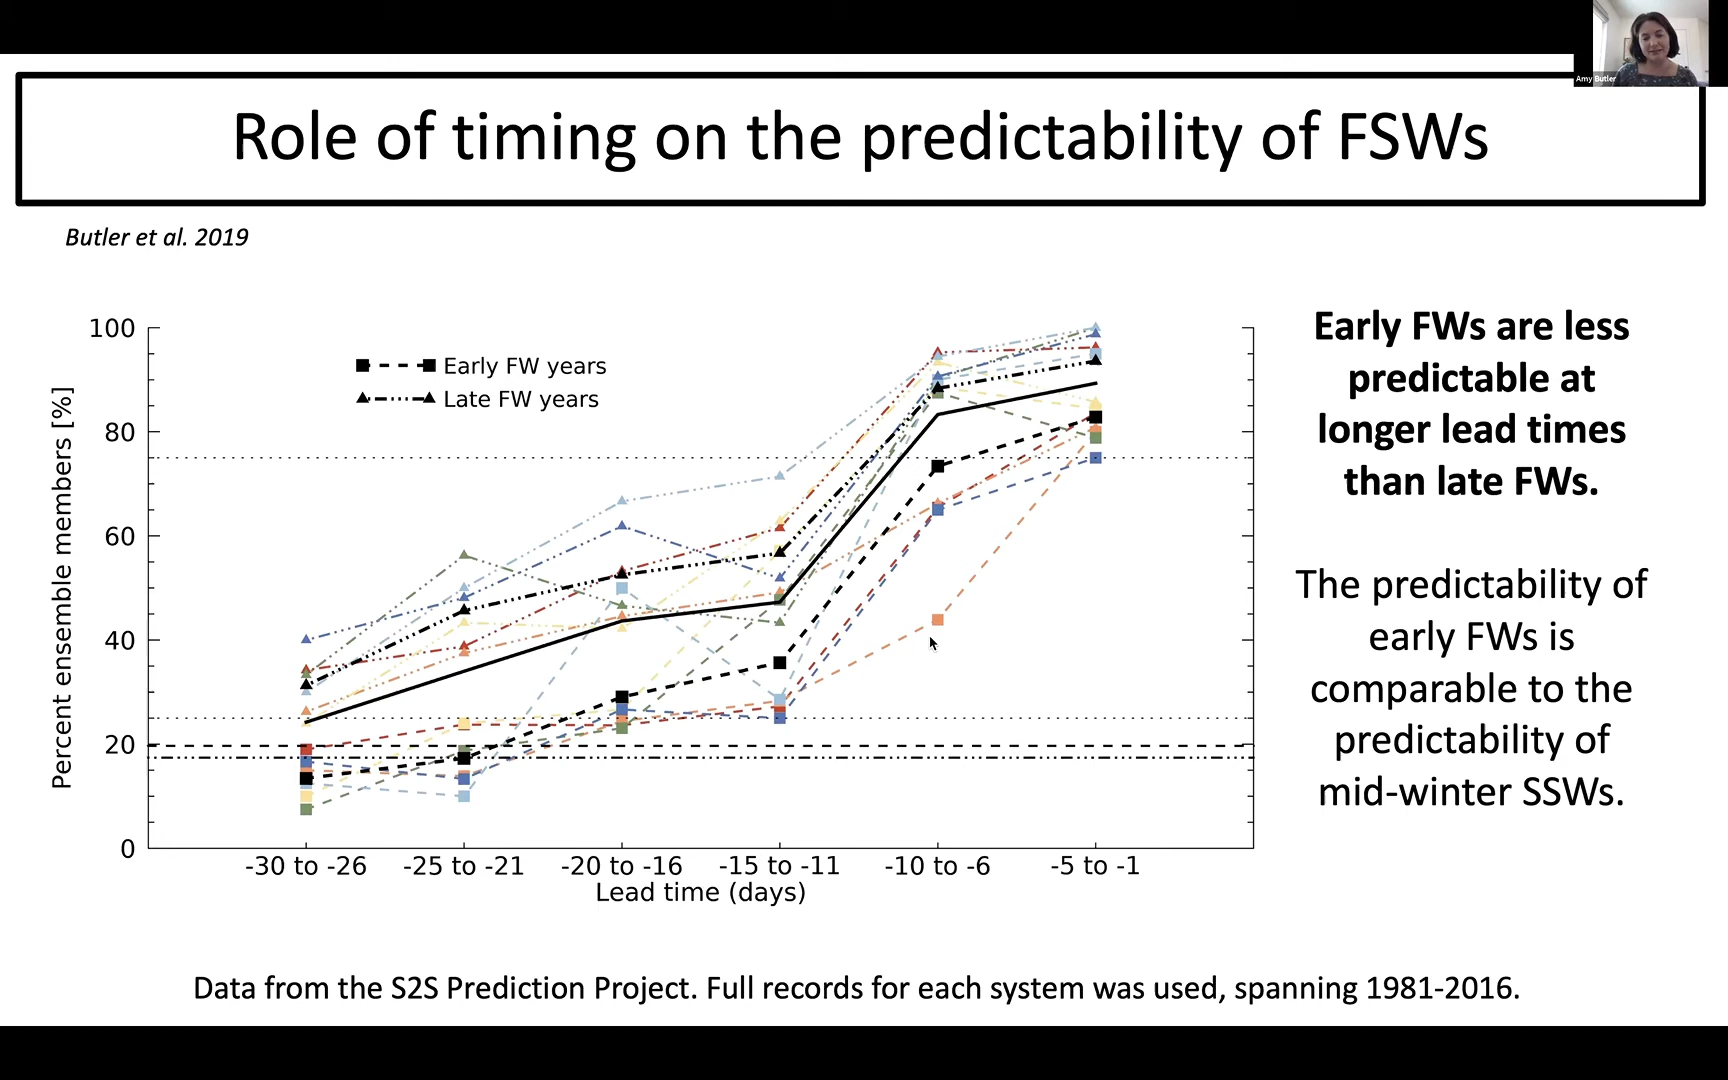 Amy Butler
Role of timing on the predictability of FSWs
Butler et al. 2019
Percent ensemble members [%]
100
80
60
40
20
0
Early FW years
Late FW years
-30 to -26
-25 to -21
-20 to -16
-15 to -11
-10 to -6
-5 to -1
Lead time (days)
Early FWs are less
predictable at
longer lead times
than late FWs.
The predictability of
early FWs is
comparable to the
predictability of
mid-winter SSWs.
Data from the S2S Prediction Project. Full records for each system was used, spanning 1981-2016.